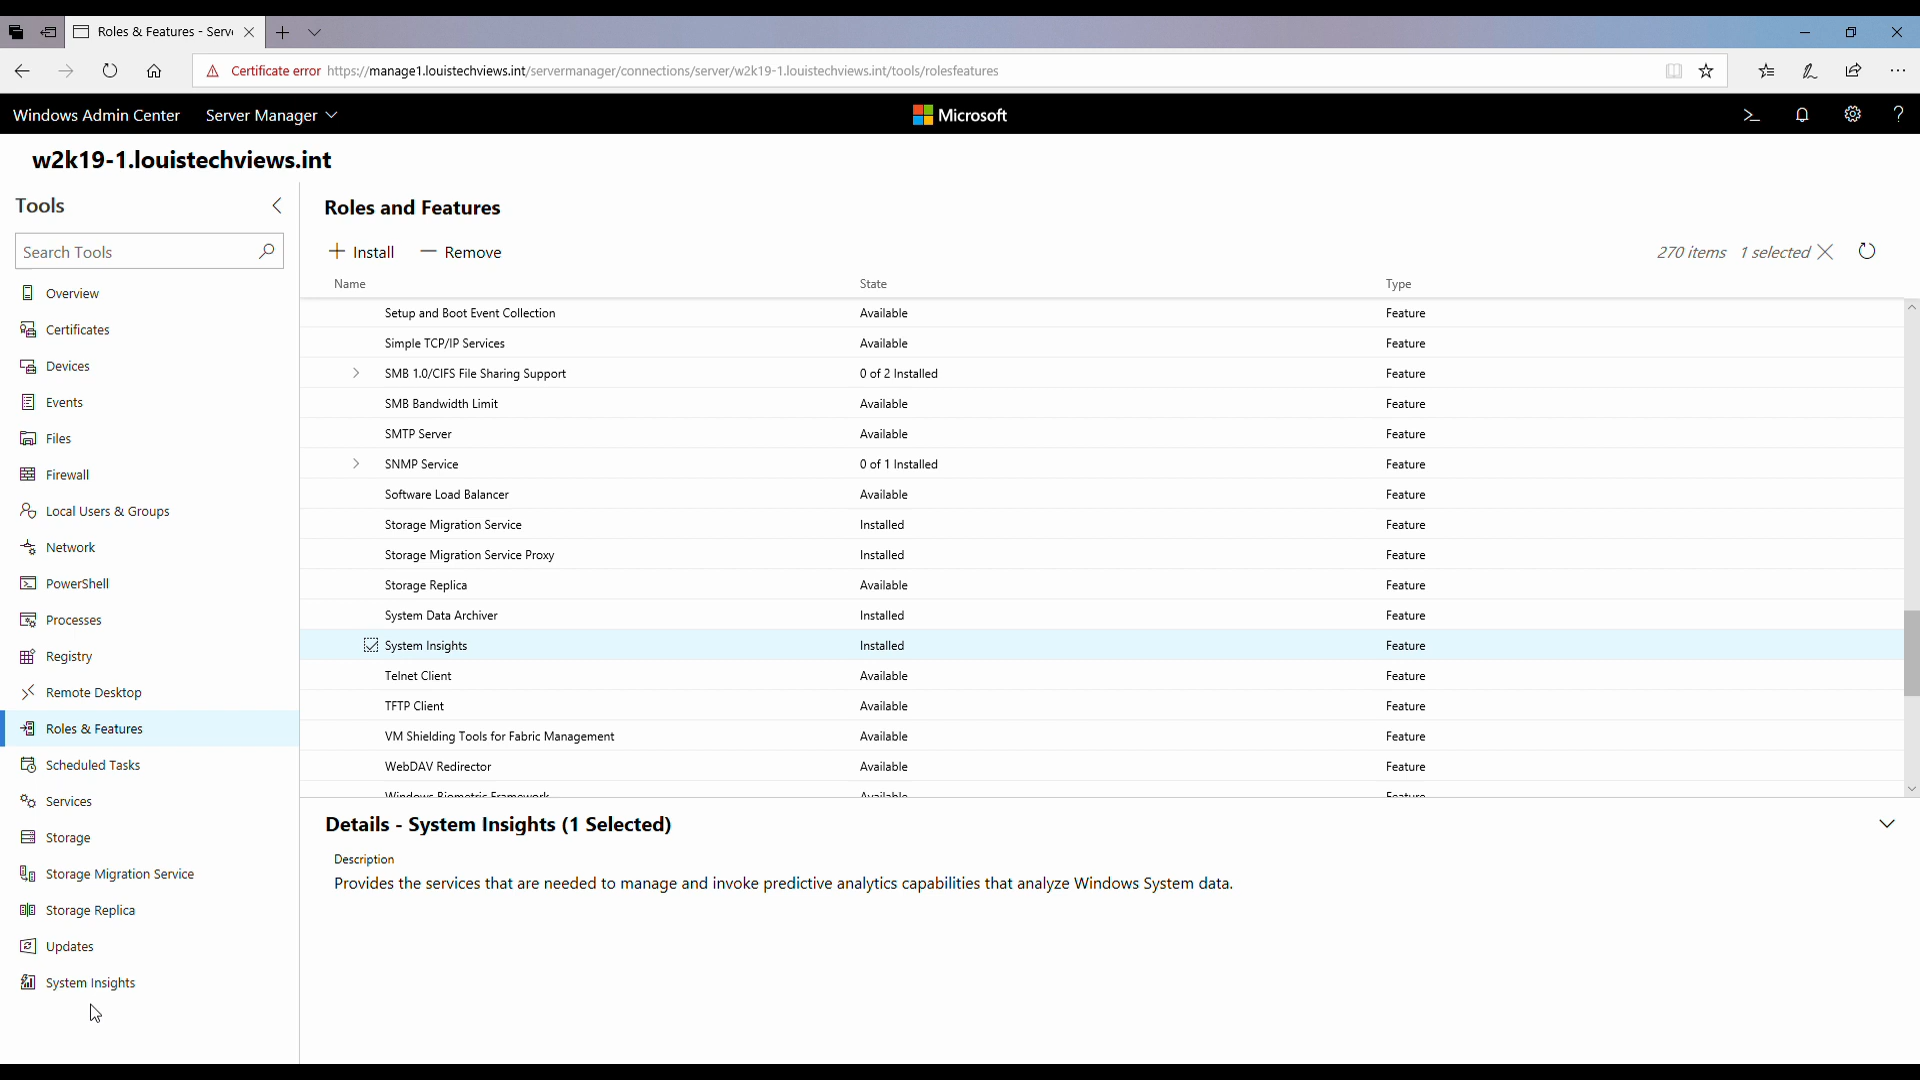 Roles & Features - Serv
Certificate error https://manage1.louistechviews.int/servermanager/connections/server/w2k19-1.louistechviews.int/tools/rolesfeatures
Windows Admin Center Server Manager Microsoft ?
w2k19-1.louistechviews.int
Tools
Search Tools
Overview
Certificates
Devices
Events
Files
Firewall
Local Users & Groups
Network
PowerShell
Processes
Registry
Remote Desktop
Roles & Features
Scheduled Tasks
Services
Storage
Storage Migration Service
Storage Replica
Updates
System Insights
Roles and Features
+ Install — Remove 270 items 1 selected
Name State Type
Setup and Boot Event Collection Available Feature
Simple TCP/IP Services Available Feature
SMB 1.0/CIFS File Sharing Support 0 of 2 Installed Feature
SMB Bandwidth Limit Available Feature
SMTP Server Available Feature
SNMP Service 0 of 1 Installed Feature
Software Load Balancer Available Feature
Storage Migration Service Installed Feature
Storage Migration Service Proxy Installed Feature
Storage Replica Available Feature
System Data Archiver Installed Feature
System Insights Installed Feature
Telnet Client Available Feature
TFTP Client Available Feature
VM Shielding Tools for Fabric Management Available Feature
WebDAV Redirector Available Feature
Windows Biometric Framework Available Feature
Details - System Insights (1 Selected)
Description
Provides the services that are needed to manage and invoke predictive analytics capabilities that analyze Windows System data.